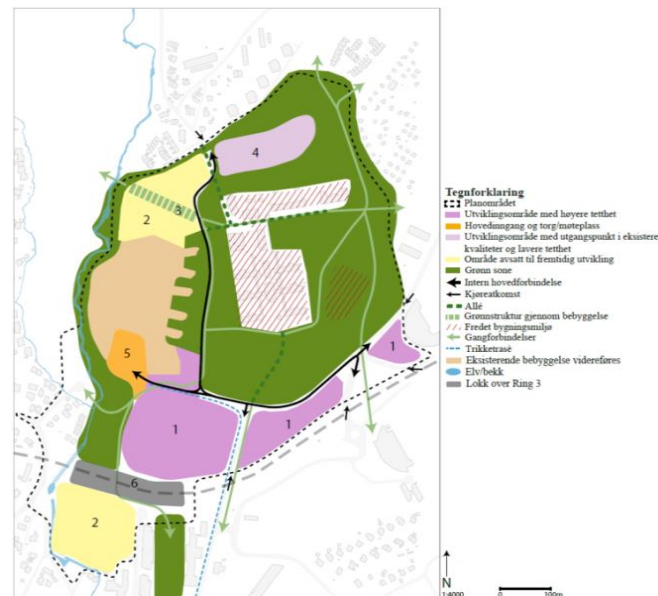 4
3
2
5
1
1
1
6
2
Tegnforklaring
Planområdet
Utviklingsområde med høyere tetthet
Hovedinngang og torg/møteplass
Utviklingsområde med utgangspunkt i eksistere
kvaliteter og lavere tetthet
Område avsatt til fremtidig utvikling
Grønn sone
Intern hovedforbindelse
Kjøreatkomst
Allé
Grønnstruktur gjennom bebyggelse
Fredet bygningsmiljø
Gangforbindelser
Trikketrasè
Eksisterende bebyggelse videreføres
Elv/bekk
Lokk over Ring 3
N
1:4000
0
100m